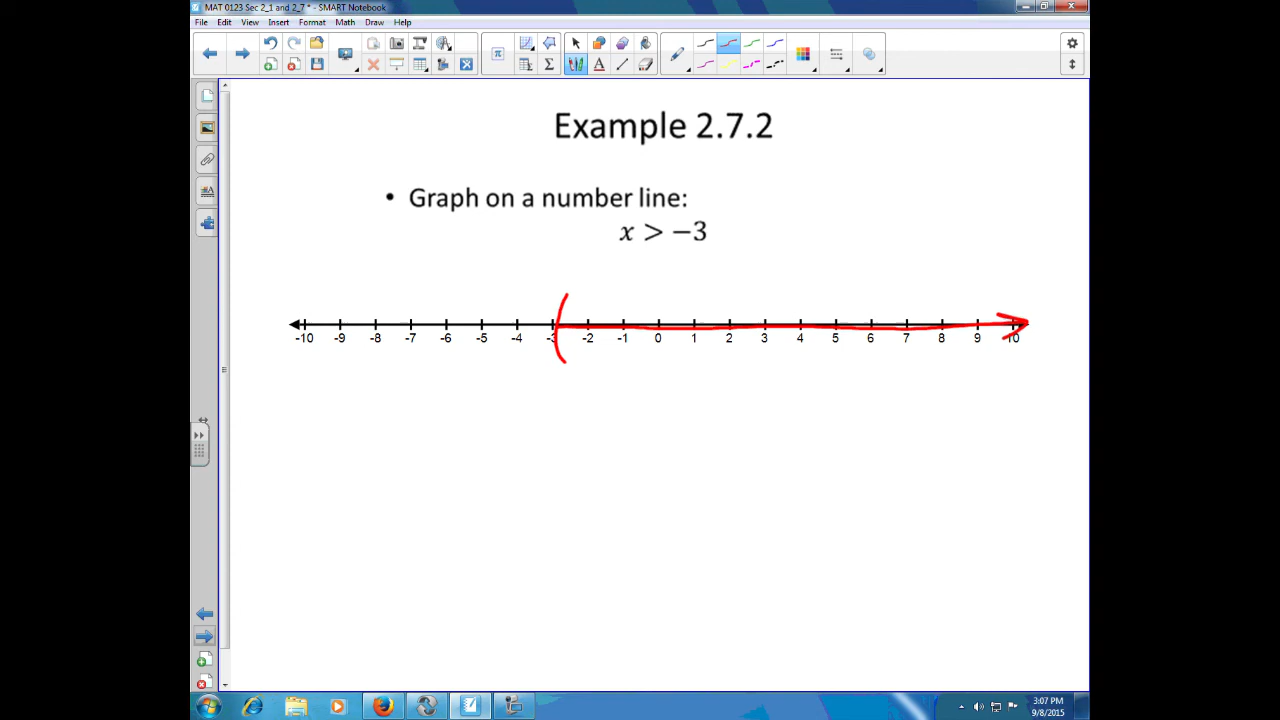 MAT 0123 Sec 2_1 and 2_7 * - SMART Notebook
File Edit View Insert Format Math Draw Help
Example 2.7.2
• Graph on a number line:
x > −3
-10 -9 -8 -7 -6 -5 -4 -3 -2 -1 0 1 2 3 4 5 6 7 8 9 10
3:07 PM
9/8/2015